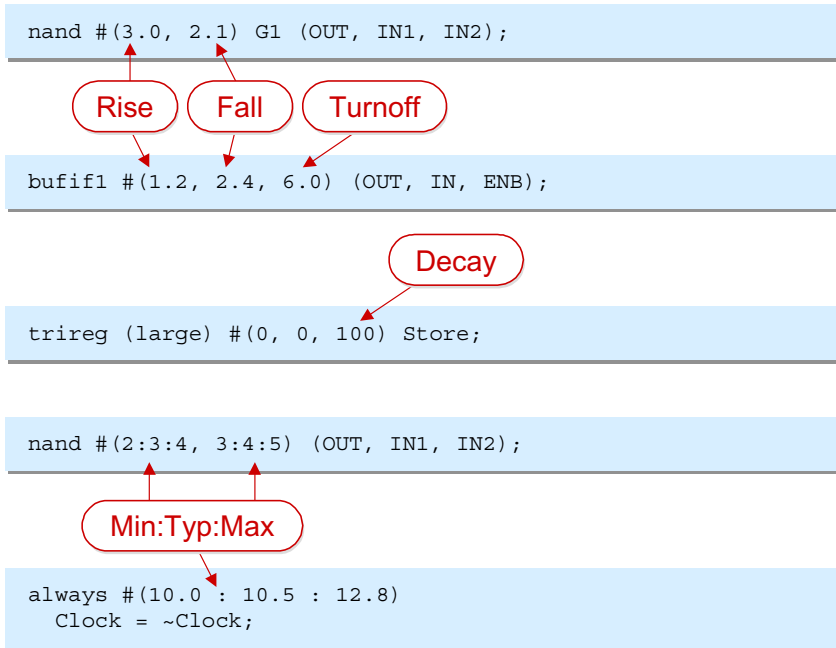 nand #(3.0, 2.1) G1 (OUT, IN1, IN2);
Rise Fall Turnoff
bufif1 #(1.2, 2.4, 6.0) (OUT, IN, ENB);
Decay
trireg (large) #(0, 0, 100) Store;
nand #(2:3:4, 3:4:5) (OUT, IN1, IN2);
Min:Typ:Max
always #(10.0 : 10.5 : 12.8)
Clock = ~Clock;